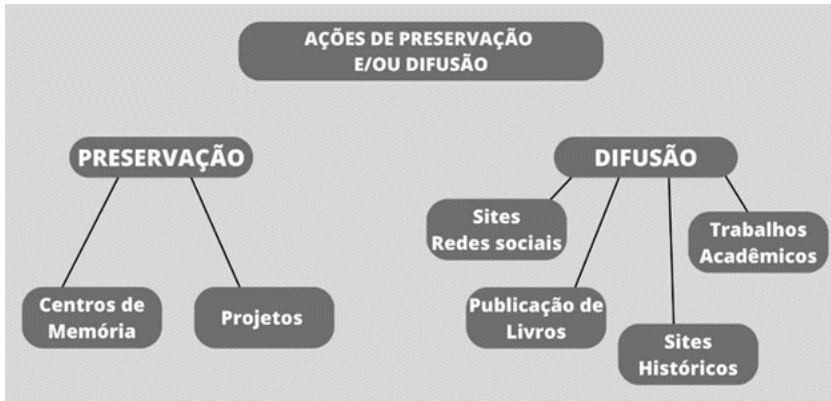 AÇÕES DE PRESERVAÇÃO
E/OU DIFUSÃO
PRESERVAÇÃO
Centros de
Memória
Projetos
DIFUSÃO
Sites
Redes sociais
Publicação de
Livros
Sites
Históricos
Trabalhos
Acadêmicos